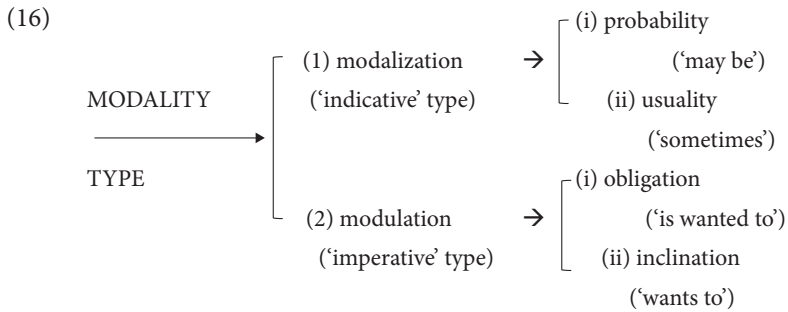 (16)
(i) probability
(1) modalization → (‘may be’)
MODALITY (‘indicative’ type) (ii) usuality
(‘sometimes’)
TYPE (i) obligation
(2) modulation → (‘is wanted to’)
(‘imperative’ type) (ii) inclination
(‘wants to’)